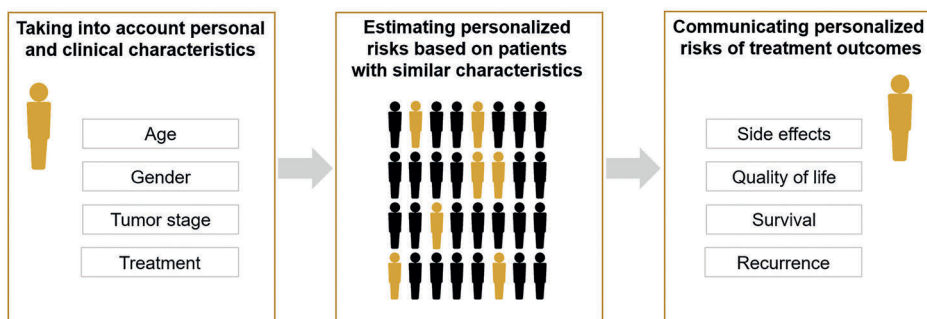 Taking into account personal
and clinical characteristics
Age
Gender
Tumor stage
Treatment
Estimating personalized
risks based on patients
with similar characteristics
Communicating personalized
risks of treatment outcomes
Side effects
Quality of life
Survival
Recurrence